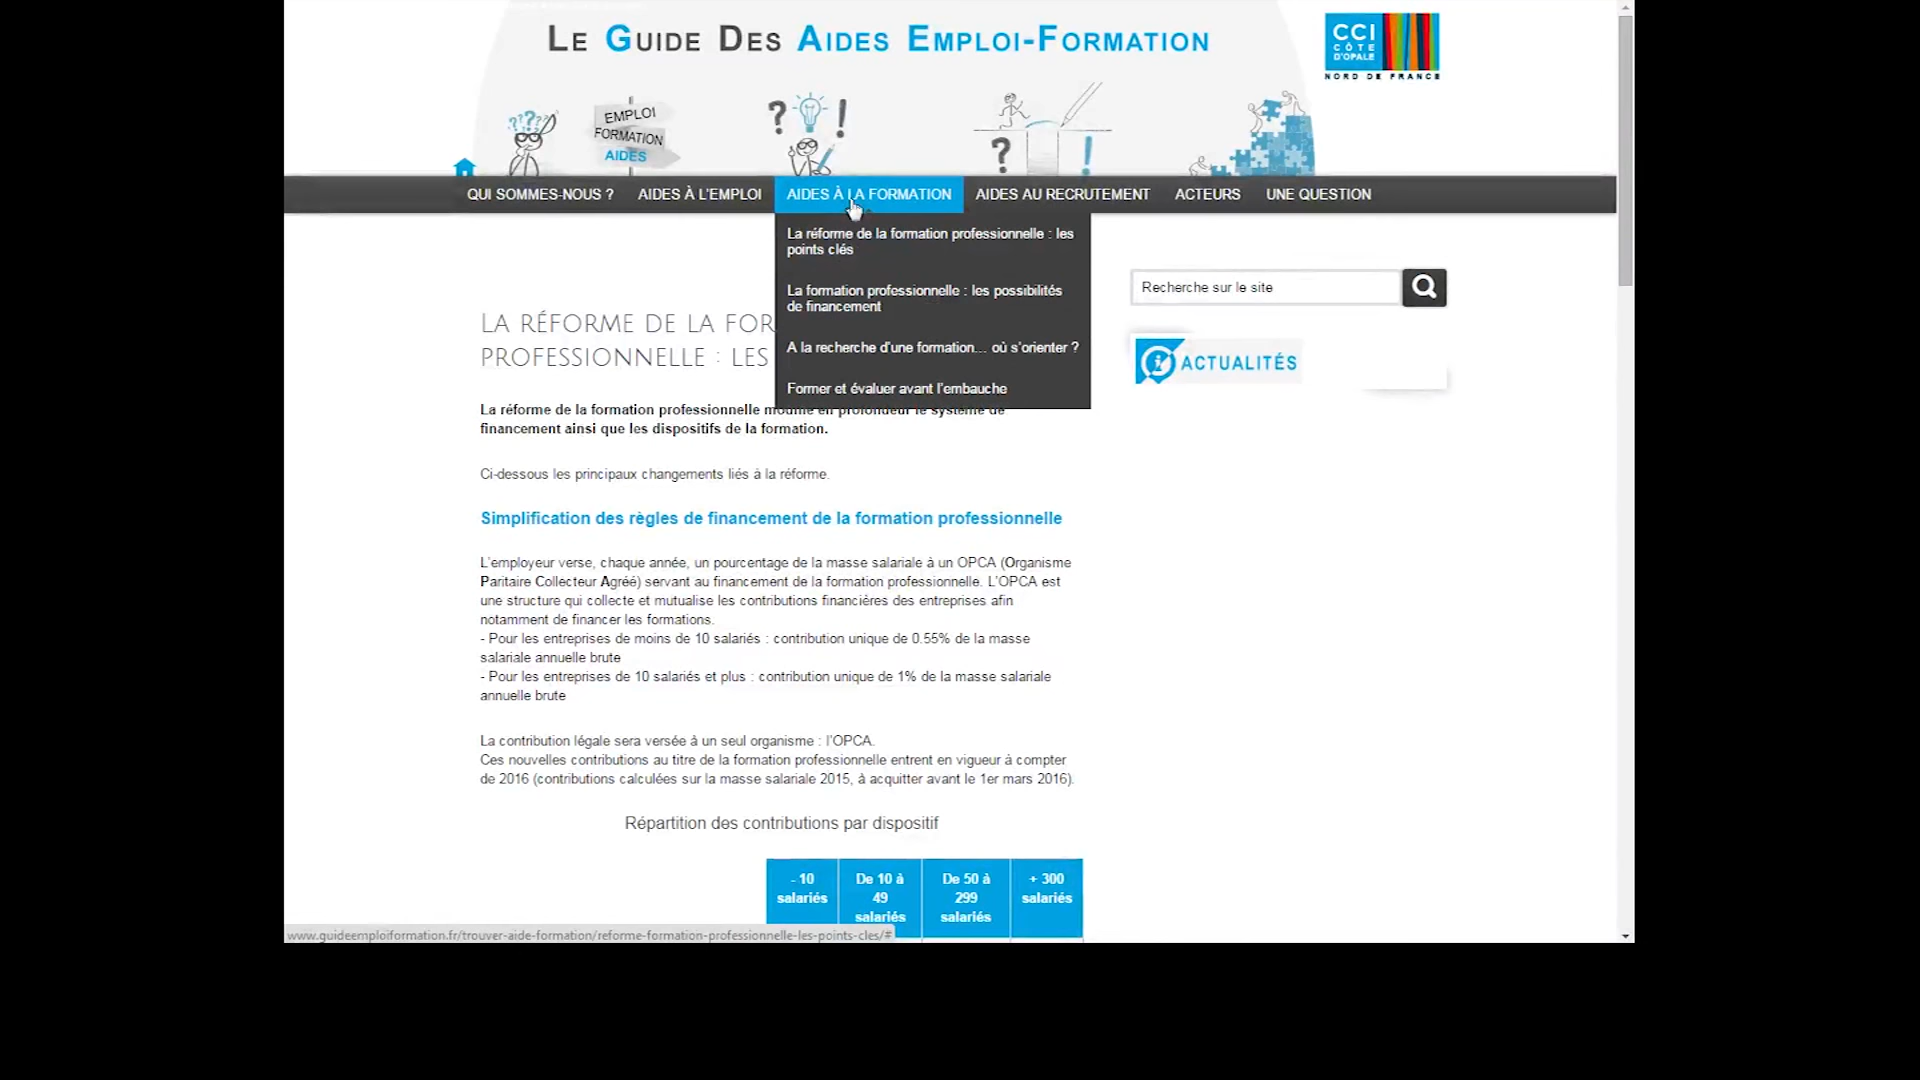 LE GUIDE DES AIDES EMPLOI-FORMATION
CCI
CÔTE
D'OPALE
NORD DE FRANCE
???
EMPLOI
FORMATION
AIDES
? !
? !
QUI SOMMES-NOUS ? AIDES À L'EMPLOI AIDES À LA FORMATION AIDES AU RECRUTEMENT ACTEURS UNE QUESTION
La réforme de la formation professionnelle : les
points clés
La formation professionnelle : les possibilités
de financement
A la recherche d'une formation... où s'orienter ?
Former et évaluer avant l'embauche
Recherche sur le site
ACTUALITÉS
LA RÉFORME DE LA FOR
PROFESSIONNELLE : LES
La réforme de la formation professionnelle modifie en profondeur le système de
financement ainsi que les dispositifs de la formation.
Ci-dessous les principaux changements liés à la réforme.
Simplification des règles de financement de la formation professionnelle
L'employeur verse, chaque année, un pourcentage de la masse salariale à un OPCA (Organisme
Paritaire Collecteur Agréé) servant au financement de la formation professionnelle. L'OPCA est
une structure qui collecte et mutualise les contributions financières des entreprises afin
notamment de financer les formations.
- Pour les entreprises de moins de 10 salariés : contribution unique de 0.55% de la masse
salariale annuelle brute
- Pour les entreprises de 10 salariés et plus : contribution unique de 1% de la masse salariale
annuelle brute
La contribution légale sera versée à un seul organisme : l'OPCA.
Ces nouvelles contributions au titre de la formation professionnelle entrent en vigueur à compter
de 2016 (contributions calculées sur la masse salariale 2015, à acquitter avant le 1er mars 2016).
Répartition des contributions par dispositif
- 10 De 10 à De 50 à + 300
salariés 49 299 salariés
salariés salariés
www.guideemploiformation.fr/trouver-aide-formation/reforme-formation-professionnelle-les-points-cles/#